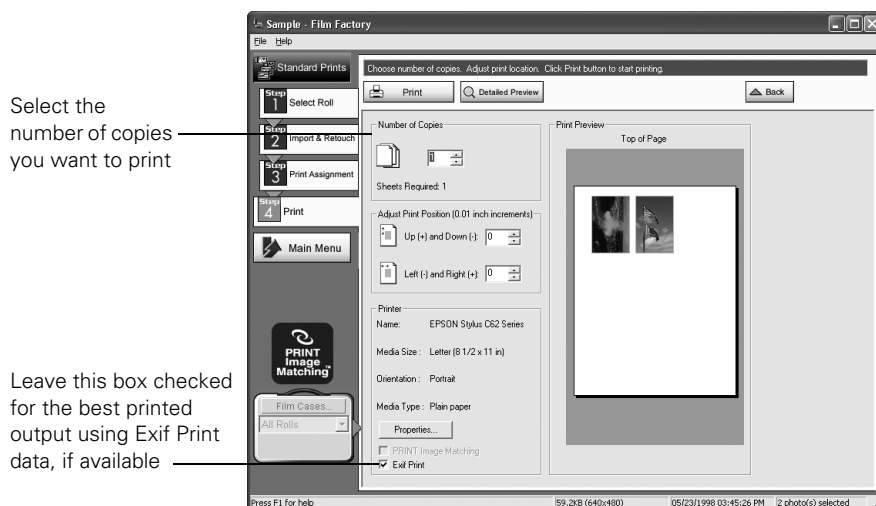 Sample - Film Factory
File Help
Standard Prints
Step 1 Select Roll
Step 2 Import & Retouch
Step 3 Print Assignment
Step 4 Print
Main Menu
PRINT
Image
Matching™
Film Cases...
All Rolls
Choose number of copies. Adjust print location. Click Print button to start printing.
Print Detailed Preview Back
Number of Copies
1
Sheets Required: 1
Adjust Print Position (0.01 inch increments)
Up (+) and Down (-): 0
Left (-) and Right (+): 0
Printer
Name: EPSON Stylus C62 Series
Media Size : Letter (8 1/2 x 11 in)
Orientation : Portrait
Media Type : Plain paper
Properties...
PRINT Image Matching
Exif Print
Print Preview
Top of Page
Press F1 for help 59.2KB (640x480) 05/23/1998 03:45:26 PM 2 photo(s) selected
Select the
number of copies
you want to print
Leave this box checked
for the best printed
output using Exif Print
data, if available